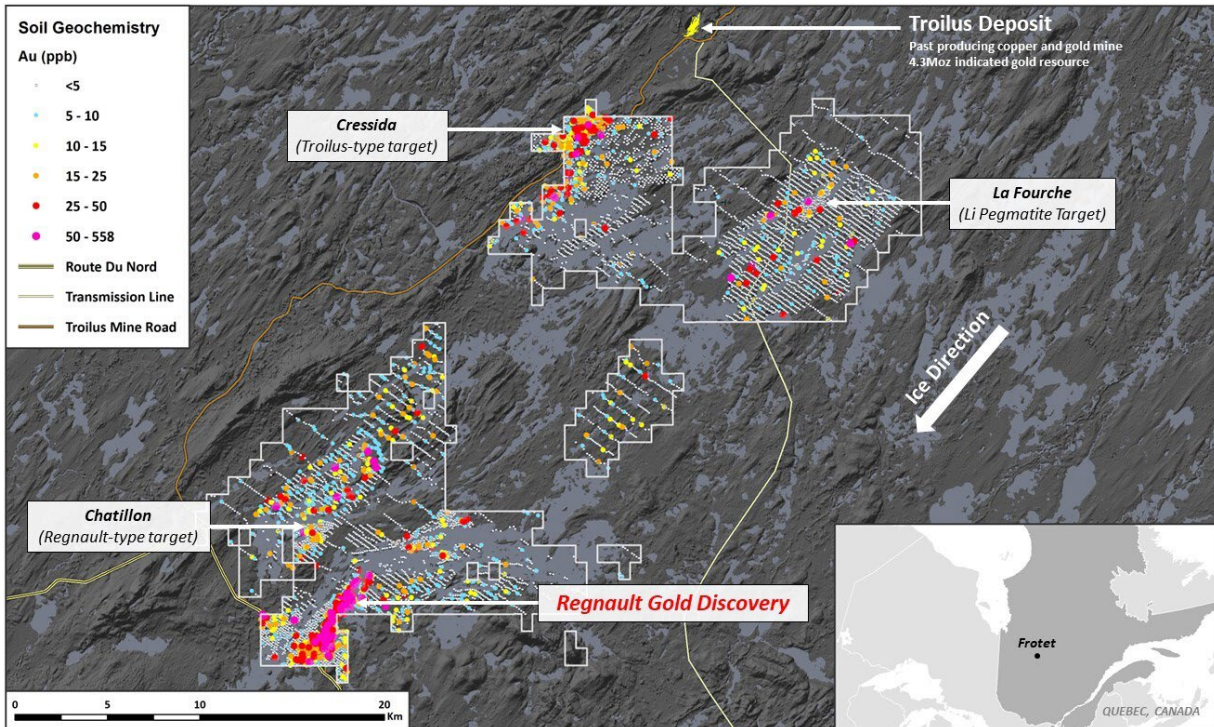 Soil Geochemistry
Au (ppb)
<5
5 - 10
10 - 15
15 - 25
25 - 50
50 - 558
Route Du Nord
Transmission Line
Troilus Mine Road
Troilus Deposit
Past producing copper and gold mine
4.3Moz indicated gold resource
Cressida
(Troilus-type target)
La Fourche
(Li Pegmatite Target)
Ice Direction
Chatillon
(Regnault-type target)
Regnault Gold Discovery
0 5 10 20
Km
Frotet
QUEBEC, CANADA